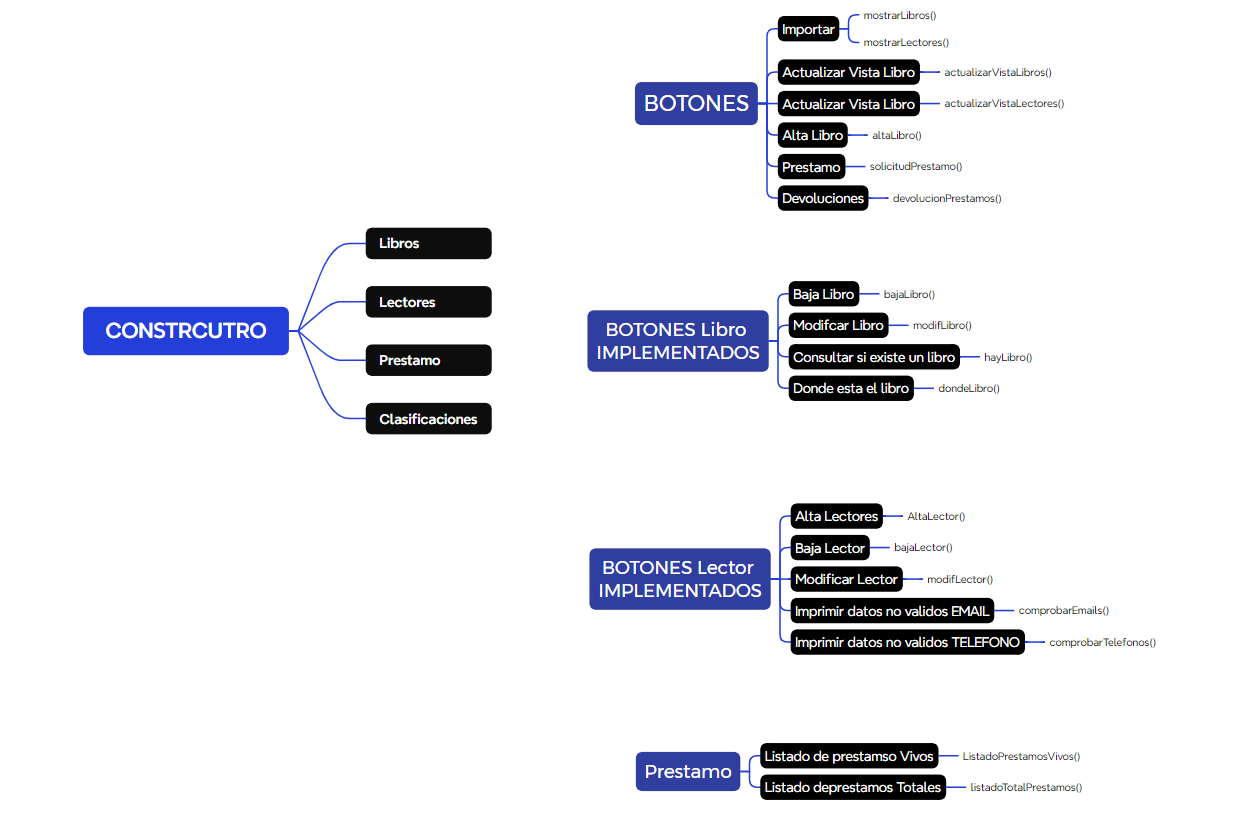 CONSTRCUTRO
Libros
Lectores
Prestamo
Clasificaciones
BOTONES
Importar
mostrarLibros()
mostrarLectores()
Actualizar Vista Libro
actualizarVistaLibros()
Actualizar Vista Libro
actualizarVistaLectores()
Alta Libro
altaLibro()
Prestamo
solicitudPrestamo()
Devoluciones
devolucionPrestamos()
BOTONES Libro
IMPLEMENTADOS
Baja Libro
bajaLibro()
Modifcar Libro
modifLibro()
Consultar si existe un libro
hayLibro()
Donde esta el libro
dondeLibro()
BOTONES Lector
IMPLEMENTADOS
Alta Lectores
AltaLector()
Baja Lector
bajaLector()
Modificar Lector
modifLector()
Imprimir datos no validos EMAIL
comprobarEmails()
Imprimir datos no validos TELEFONO
comprobarTelefonos()
Prestamo
Listado de prestamso Vivos
ListadoPrestamosVivos()
Listado deprestamos Totales
listadoTotalPrestamos()